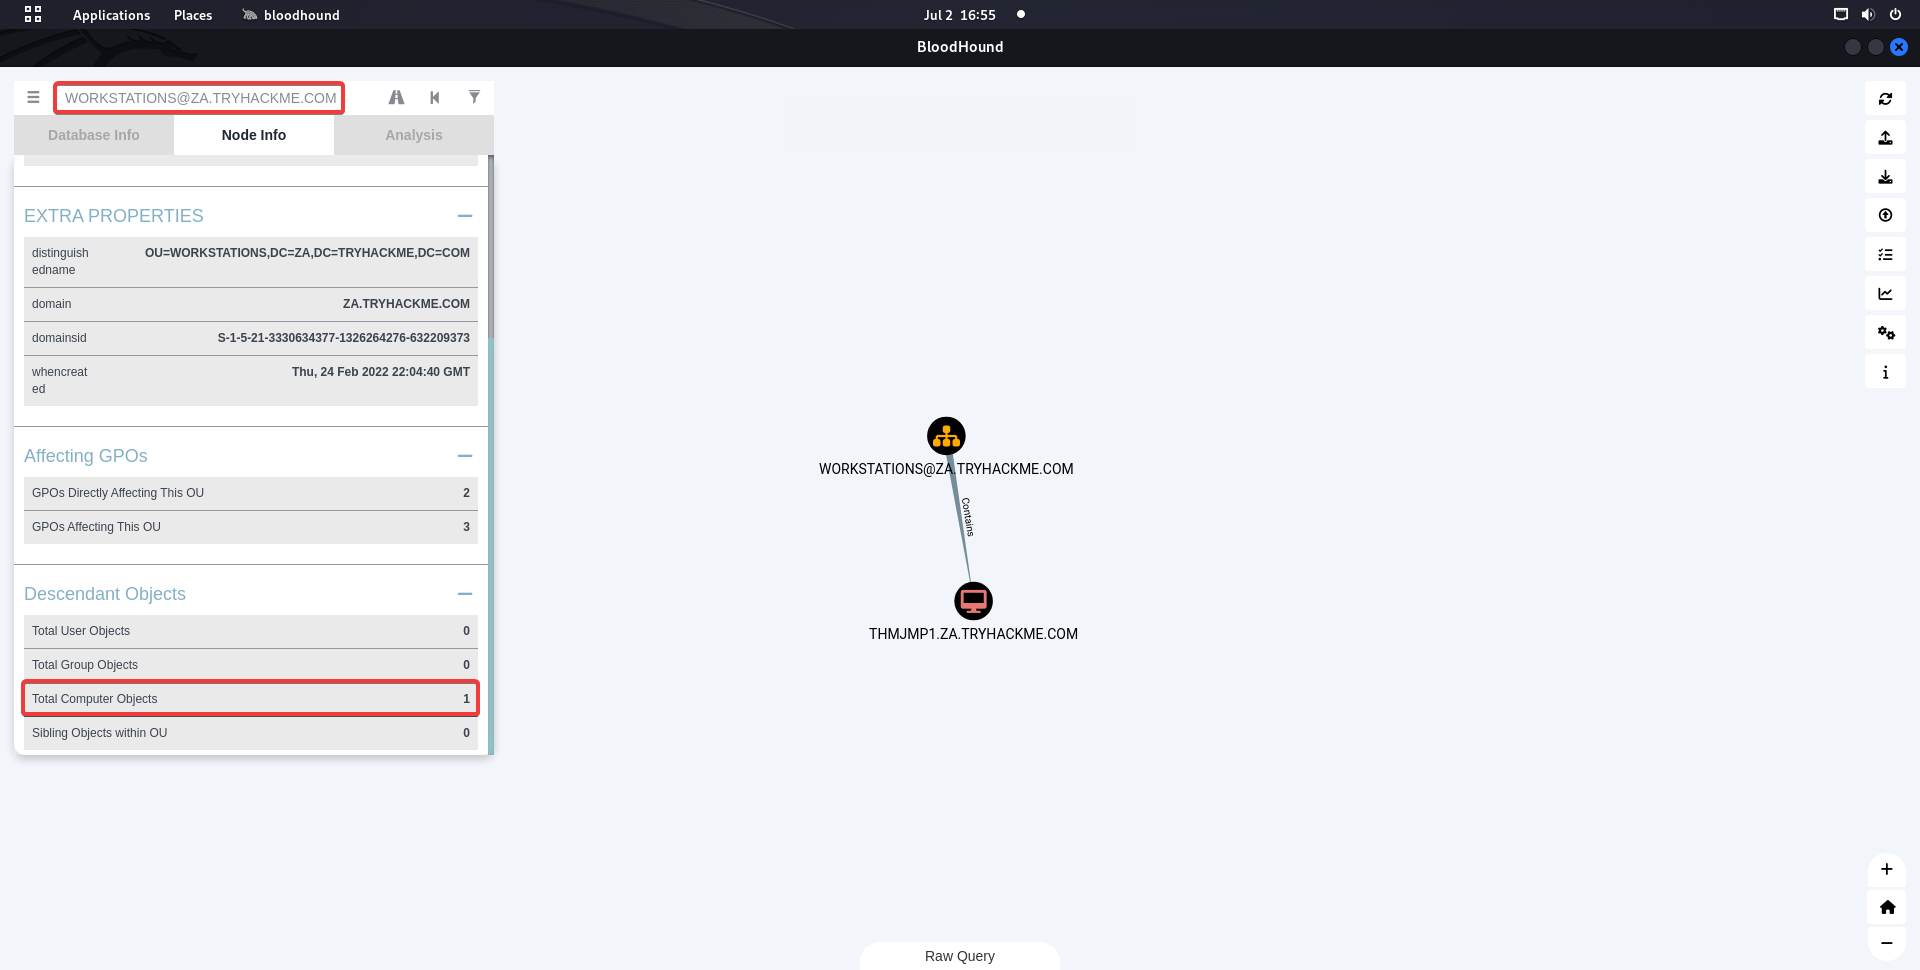 Applications Places bloodhound Jul 2 16:55
BloodHound
WORKSTATIONS@ZA.TRYHACKME.COM
Database Info Node Info Analysis
EXTRA PROPERTIES
distinguish OU=WORKSTATIONS,DC=ZA,DC=TRYHACKME,DC=COM
edname
domain ZA.TRYHACKME.COM
domainsid S-1-5-21-3330634377-1326264276-632209373
whencreat Thu, 24 Feb 2022 22:04:40 GMT
ed
Affecting GPOs
GPOs Directly Affecting This OU 2
GPOs Affecting This OU 3
Descendant Objects
Total User Objects 0
Total Group Objects 0
Total Computer Objects 1
Sibling Objects within OU 0
WORKSTATIONS@ZA.TRYHACKME.COM
Contains
THMJMP1.ZA.TRYHACKME.COM
Raw Query